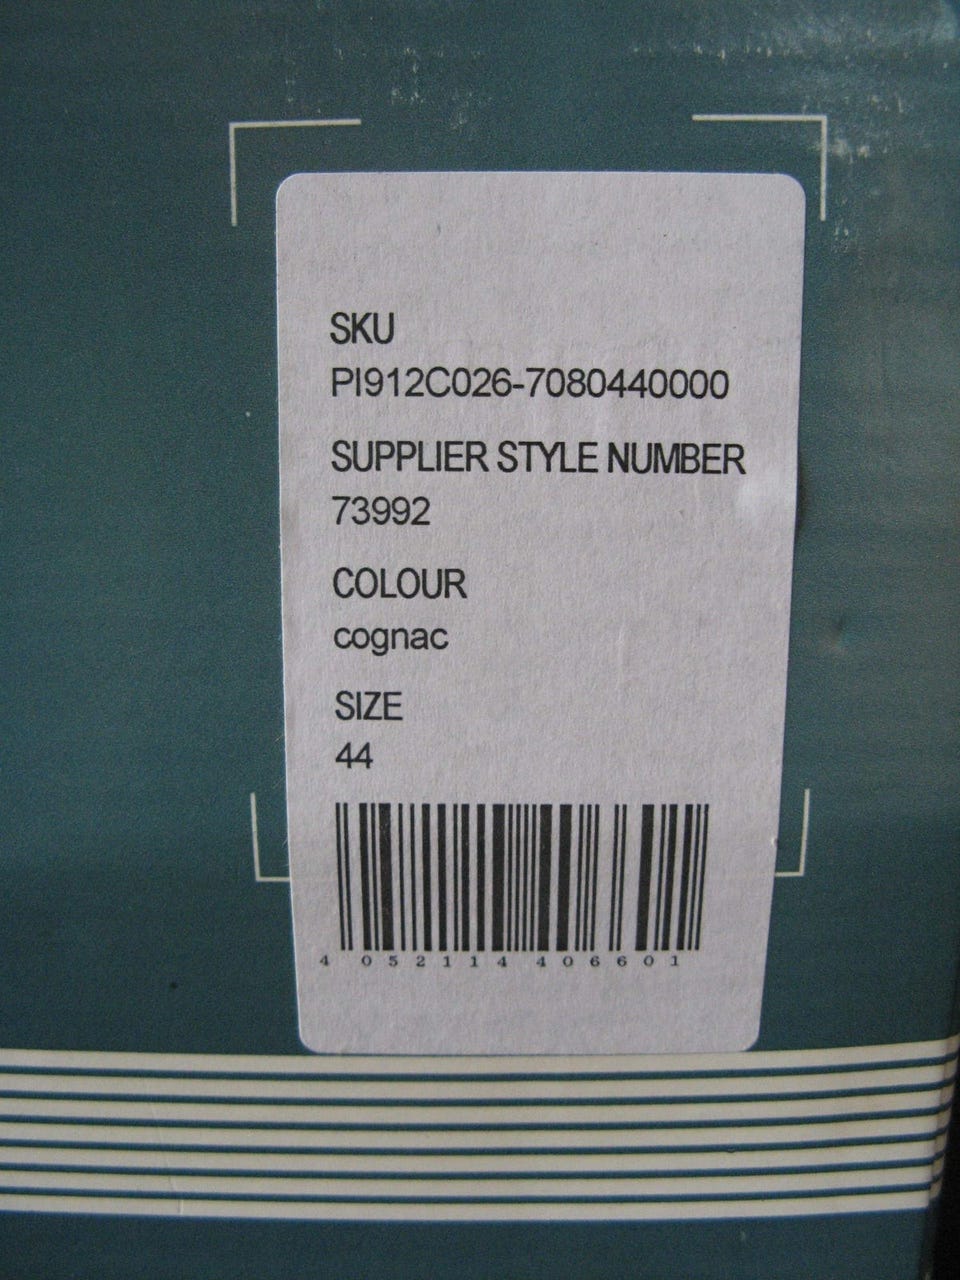 SKU
PI912C026-7080440000
SUPPLIER STYLE NUMBER
73992
COLOUR
cognac
SIZE
44
4 052114 406601